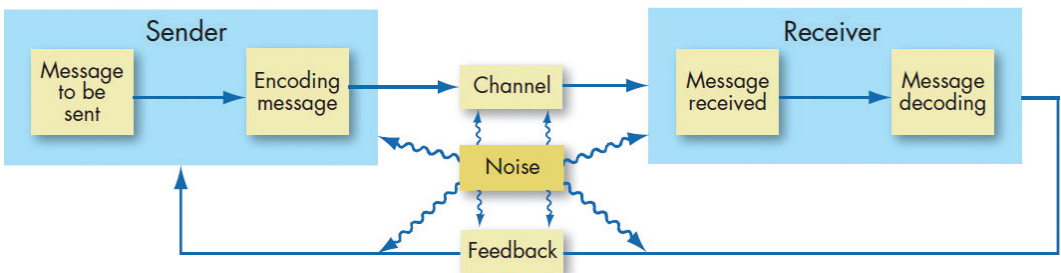 Sender
Message
to be
sent
Encoding
message
Channel
Noise
Feedback
Receiver
Message
received
Message
decoding